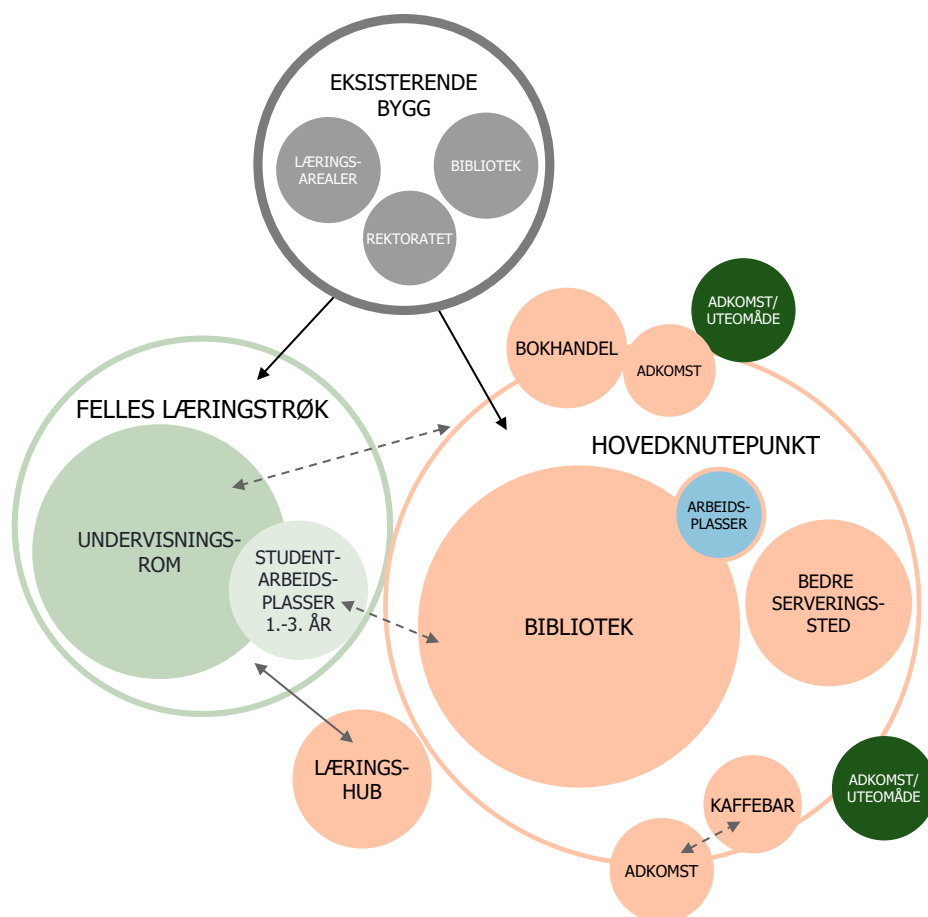 EKSISTERENDE
BYGG
LÆRINGS-
AREALER
BIBLIOTEK
REKTORATET
ADKOMST/
UTEOMÅDE
BOKHANDEL
ADKOMST
FELLES LÆRINGSTRØK
HOVEDKNUTEPUNKT
ARBEIDS-
PLASSER
UNDERVISNINGS-
ROM
STUDENT-
ARBEIDS-
PLASSER
1.-3. ÅR
BIBLIOTEK
BEDRE
SERVERINGS-
STED
LÆRINGS-
HUB
KAFFEBAR
ADKOMST/
UTEOMÅDE
ADKOMST